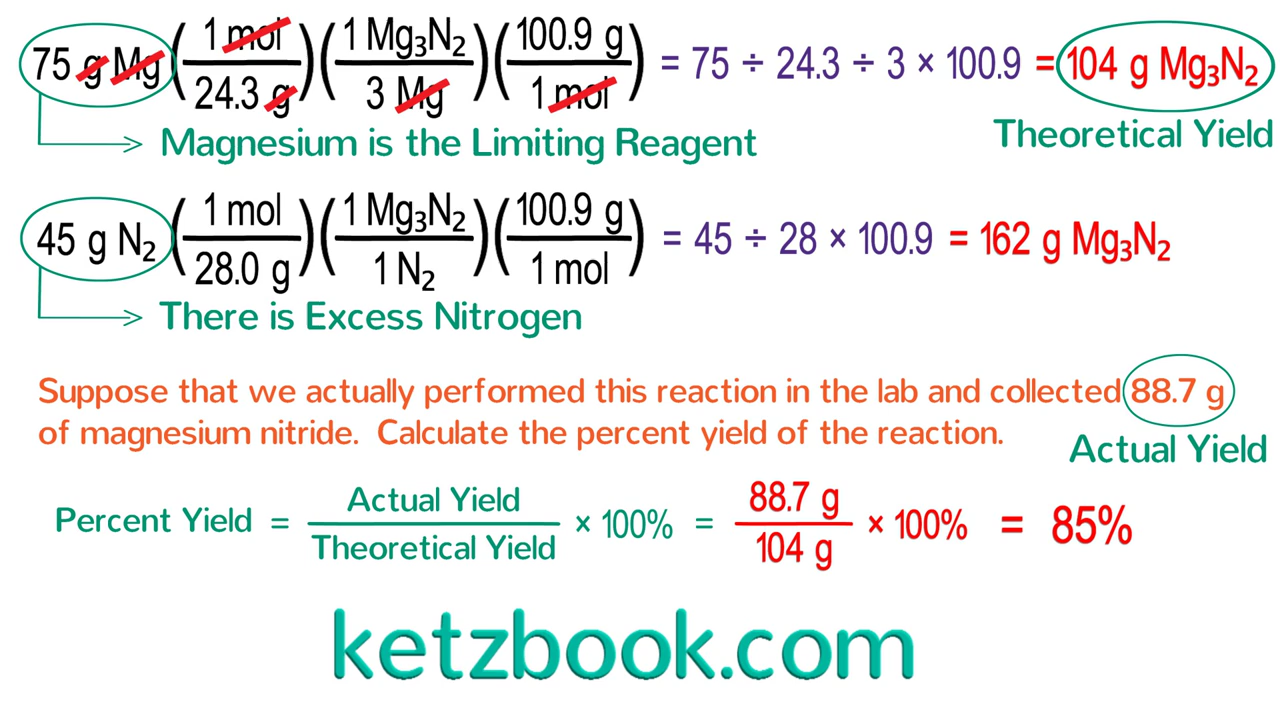 75 g Mg (1 mol / 24.3 g) (1 Mg₃N₂ / 3 Mg) (100.9 g / 1 mol) = 75 ÷ 24.3 ÷ 3 × 100.9 = 104 g Mg₃N₂
Magnesium is the Limiting Reagent
Theoretical Yield
45 g N₂ (1 mol / 28.0 g) (1 Mg₃N₂ / 1 N₂) (100.9 g / 1 mol) = 45 ÷ 28 × 100.9 = 162 g Mg₃N₂
There is Excess Nitrogen
Suppose that we actually performed this reaction in the lab and collected 88.7 g
of magnesium nitride. Calculate the percent yield of the reaction.
Actual Yield
Percent Yield = Actual Yield / Theoretical Yield × 100% = 88.7 g / 104 g × 100% = 85%
ketzbook.com